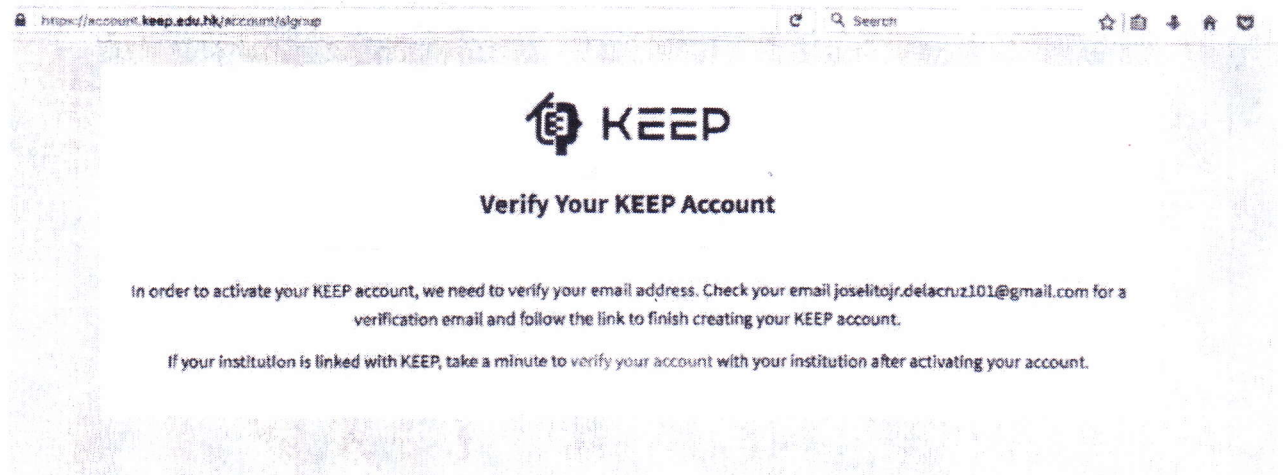 https://account.keep.edu.hk/account/signup
Search
KEEP
Verify Your KEEP Account
In order to activate your KEEP account, we need to verify your email address. Check your email joselitojr.delacruz101@gmail.com for a
verification email and follow the link to finish creating your KEEP account.
If your institution is linked with KEEP, take a minute to verify your account with your institution after activating your account.